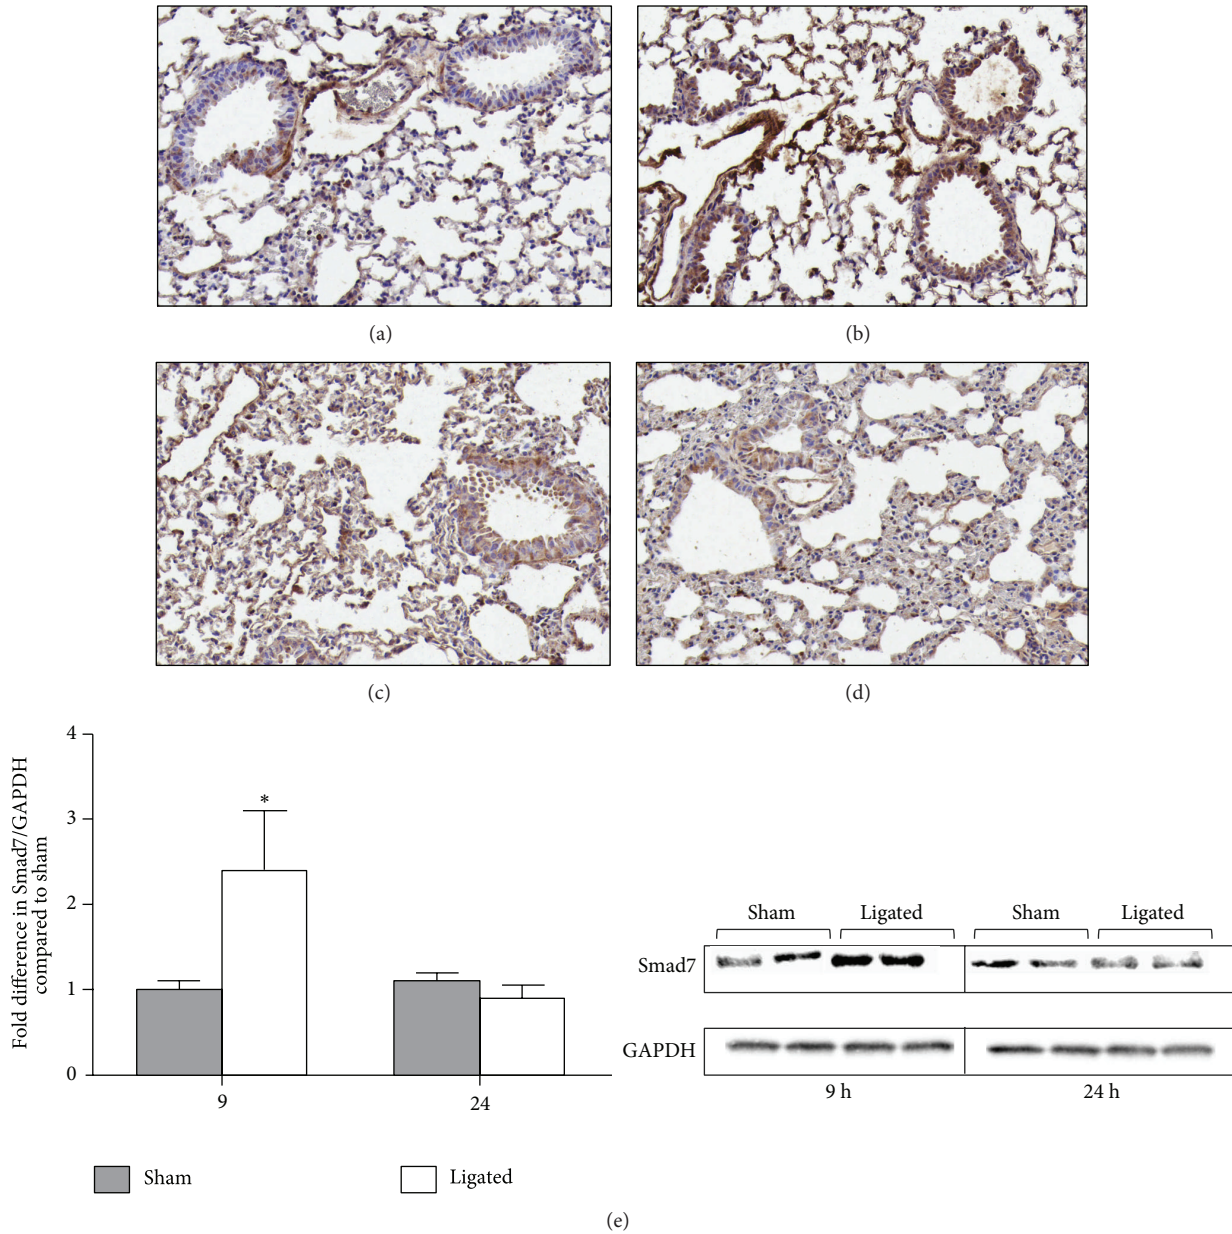 (a)
(b)
(c)
(d)
Fold difference in Smad7/GAPDH
compared to sham
4
3
2
1
0
*
9
24
Sham
Ligated
Sham
Ligated
Sham
Ligated
Smad7
GAPDH
9 h
24 h
(e)